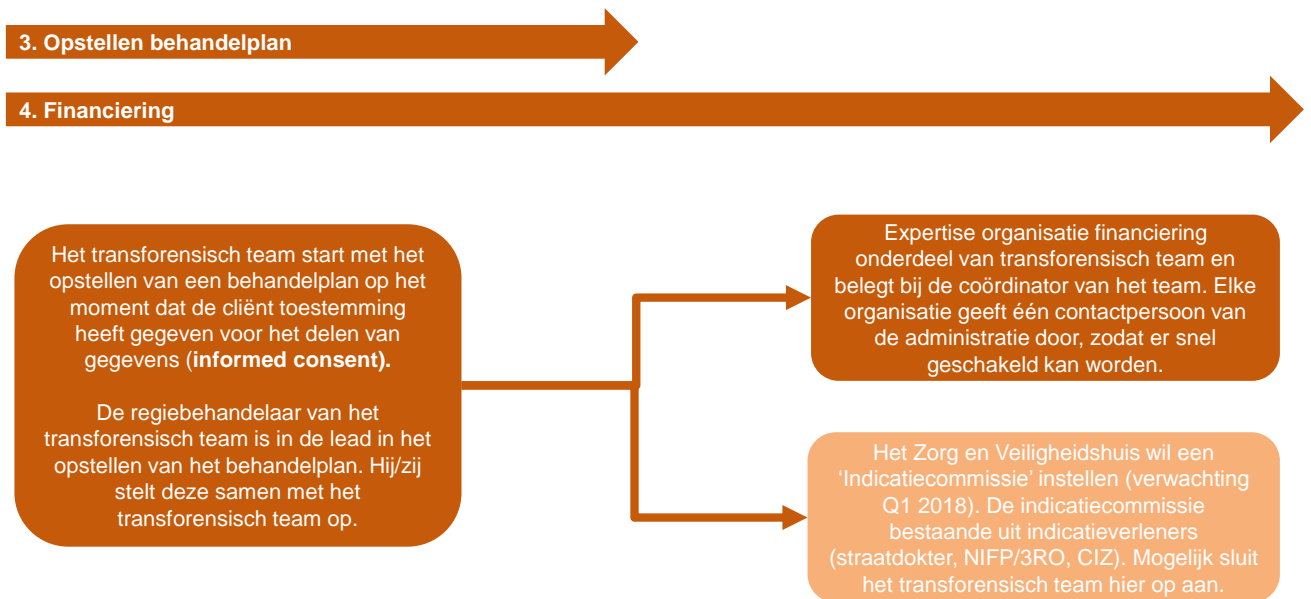 3. Opstellen behandelplan
4. Financiering
Het transforensisch team start met het
opstellen van een behandelplan op het
moment dat de cliënt toestemming
heeft gegeven voor het delen van
gegevens (informed consent).
De regiebehandelaar van het
transforensisch team is in de lead in het
opstellen van het behandelplan. Hij/zij
stelt deze samen met het
transforensisch team op.
Expertise organisatie financiering
onderdeel van transforensisch team en
belegt bij de coördinator van het team. Elke
organisatie geeft één contactpersoon van
de administratie door, zodat er snel
geschakeld kan worden.
Het Zorg en Veiligheidshuis wil een
‘Indicatiecommissie’ instellen (verwachting
Q1 2018). De indicatiecommissie
bestaande uit indicatieverleners
(straatdokter, NIFP/3RO, CIZ). Mogelijk sluit
het transforensisch team hier op aan.